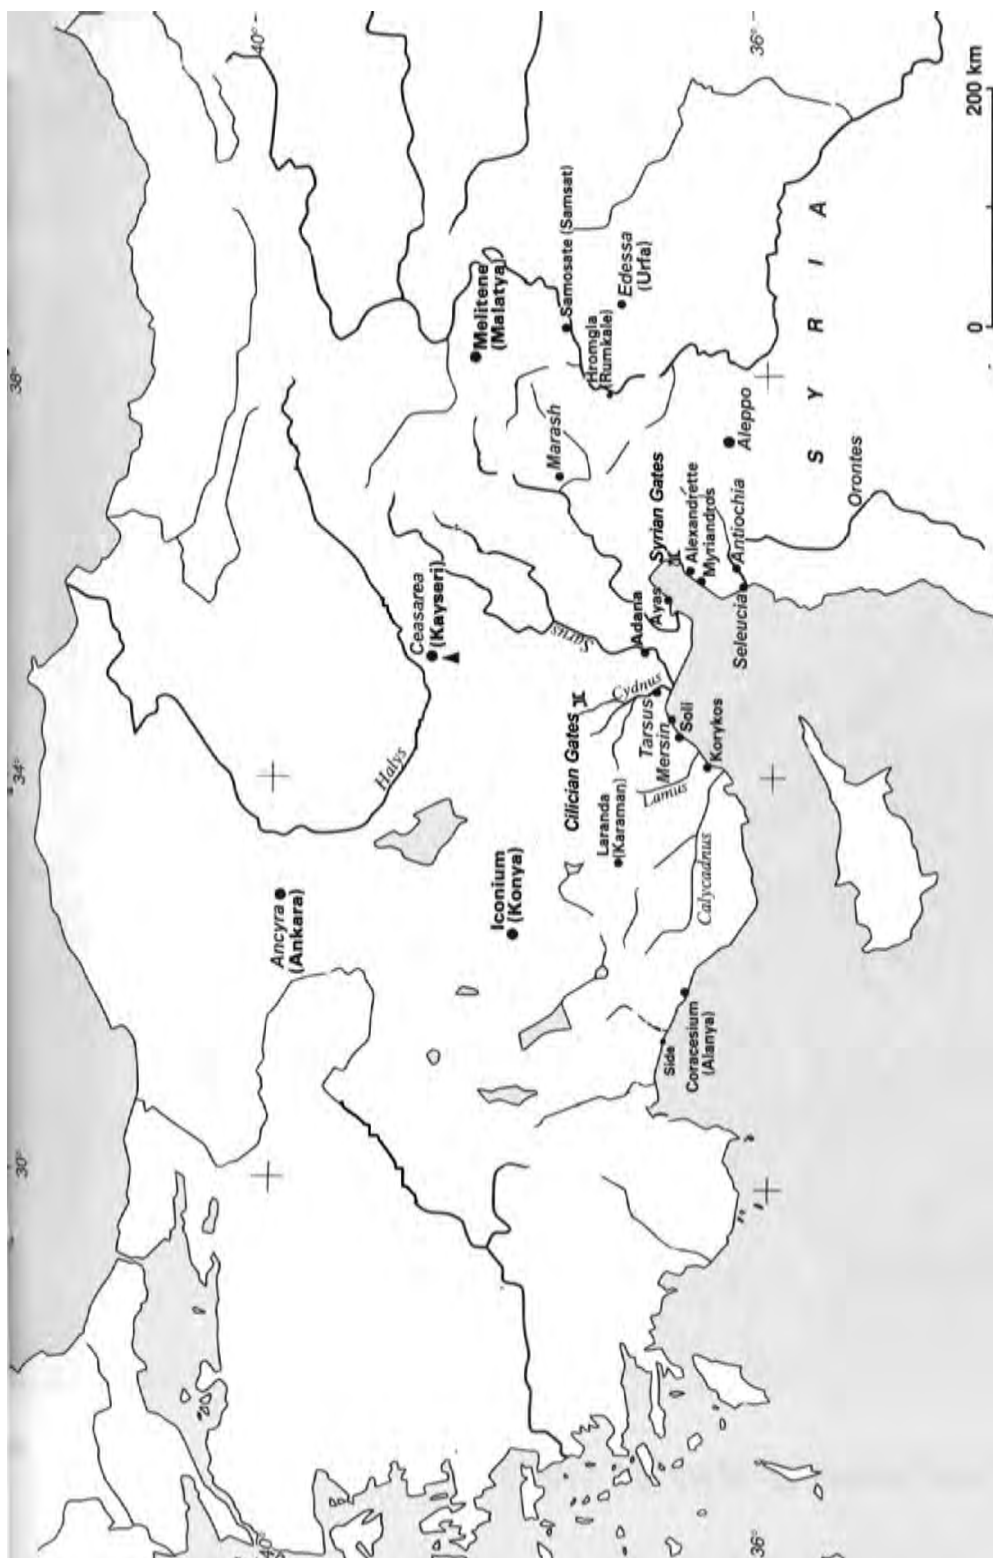 30°
34°
38°
40°
40°
Ancyra
(Ankara)
Halys
Ceasarea
(Kayseri)
Melitene
(Malatya)
Iconium
(Konya)
Sarus
Marash
Samosate (Samsat)
Cilician Gates
Hromgla
(Rumkale)
Edessa
(Urfa)
Laranda
(Karaman)
Cydnus
Adana
Ayas
Syrian Gates
Tarsus
Mersin
Lamus
Soli
Korykos
Calycadnus
Side
Coracesium
(Alanya)
Alexandrette
Myriandros
Antiochia
Seleucia
Aleppo
36°
36°
SYRIA
Orontes
0
200 km